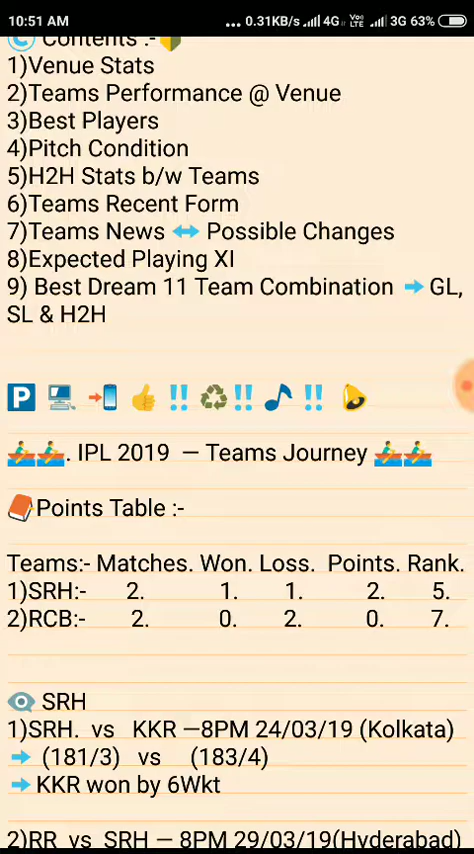 10:51 AM ... 0.31KB/s 4G Vo LTE 3G 63%
© Contents :-
1)Venue Stats
2)Teams Performance @ Venue
3)Best Players
4)Pitch Condition
5)H2H Stats b/w Teams
6)Teams Recent Form
7)Teams News ↔ Possible Changes
8)Expected Playing XI
9) Best Dream 11 Team Combination ➡ GL,
SL & H2H
🅿 🖥 📲 👍 ‼ ♻‼ 🎵 ‼ 🔔
🚣🚣. IPL 2019 — Teams Journey 🚣🚣
📕Points Table :-
Teams:- Matches. Won. Loss. Points. Rank.
1)SRH:- 2. 1. 1. 2. 5.
2)RCB:- 2. 0. 2. 0. 7.
👁 SRH
1)SRH. vs KKR —8PM 24/03/19 (Kolkata)
➡ (181/3) vs (183/4)
➡ KKR won by 6Wkt
2)RR vs SRH — 8PM 29/03/19(Hyderabad)